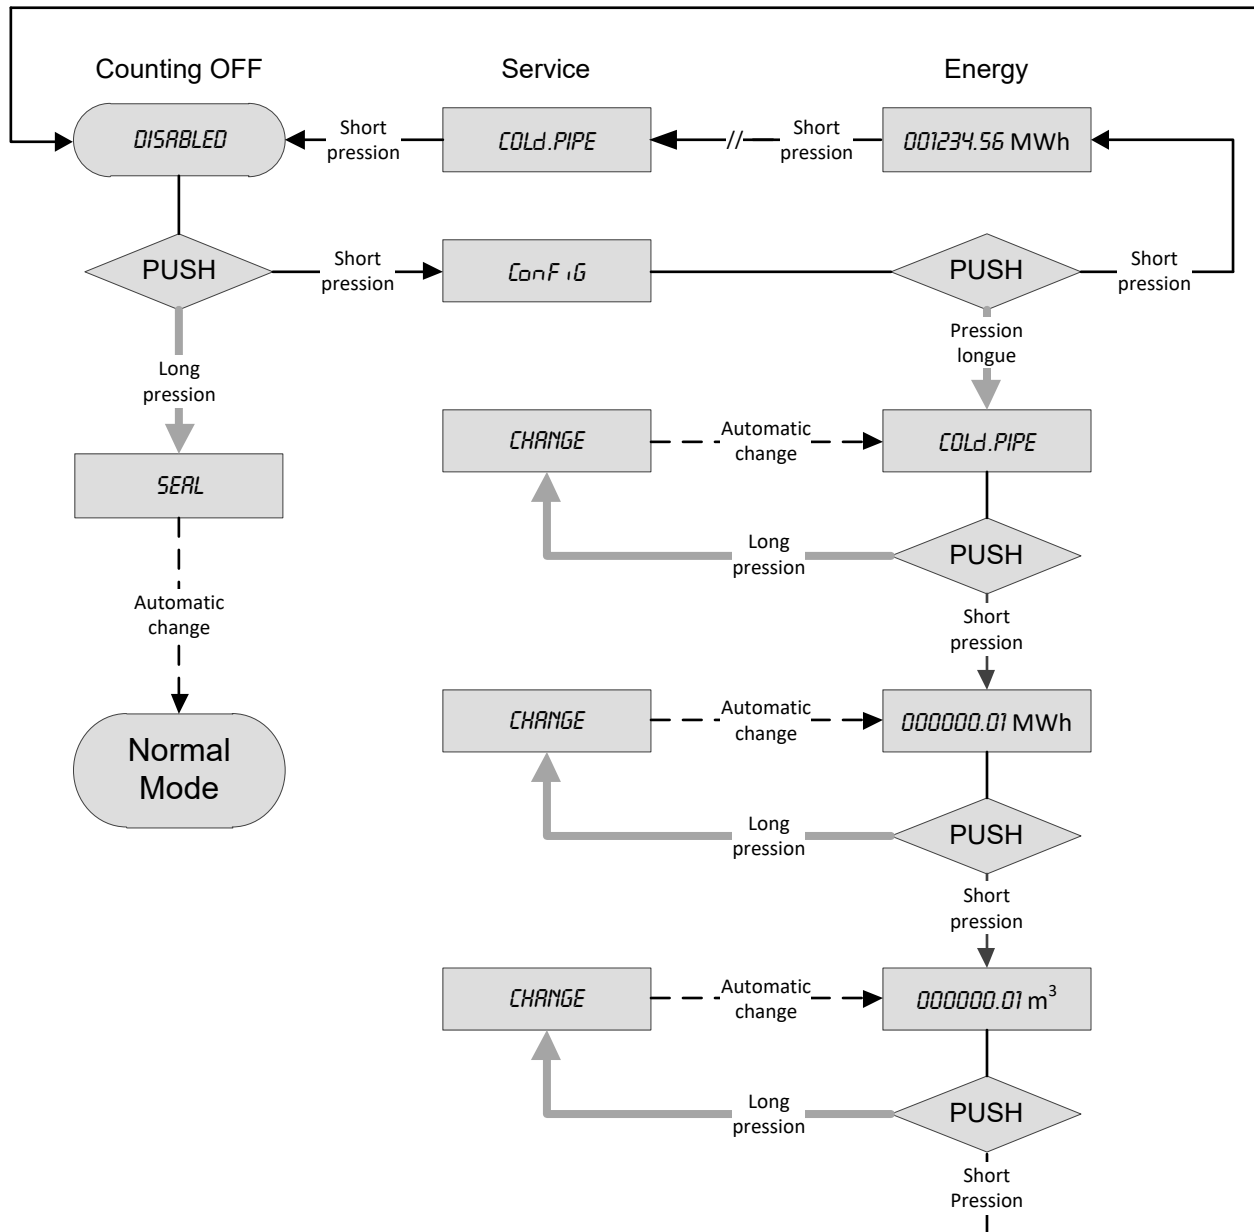 Counting OFF
Service
Energy
DISABLED
Short
pression
COLd.PIPE
//
Short
pression
001234.56 MWh
PUSH
Short
pression
ConFiG
PUSH
Short
pression
Long
pression
Pression
longue
CHANGE
Automatic
change
COLd.PIPE
SEAL
Long
pression
PUSH
Automatic
change
Short
pression
CHANGE
Automatic
change
000000.01 MWh
Normal
Mode
Long
pression
PUSH
Short
pression
CHANGE
Automatic
change
000000.01 m³
Long
pression
PUSH
Short
Pression